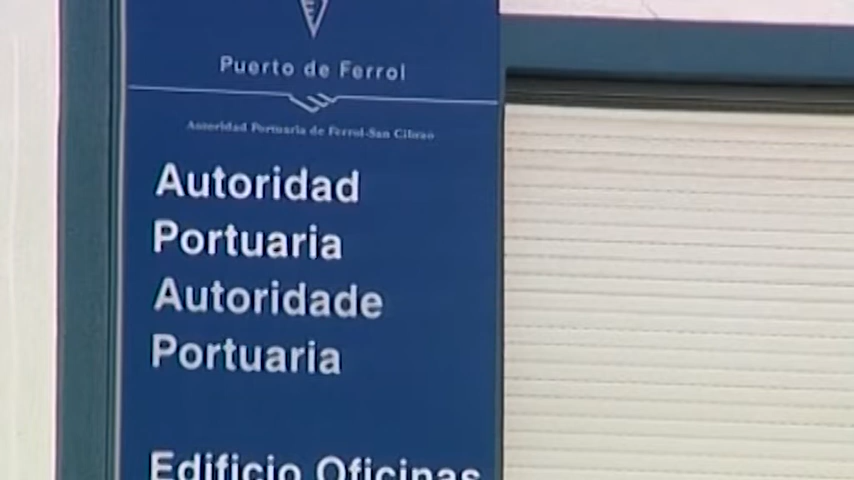 Puerto de Ferrol
Autoridad Portuaria de Ferrol-San Cibrao
Autoridad
Portuaria
Autoridade
Portuaria
Edificio Oficinas